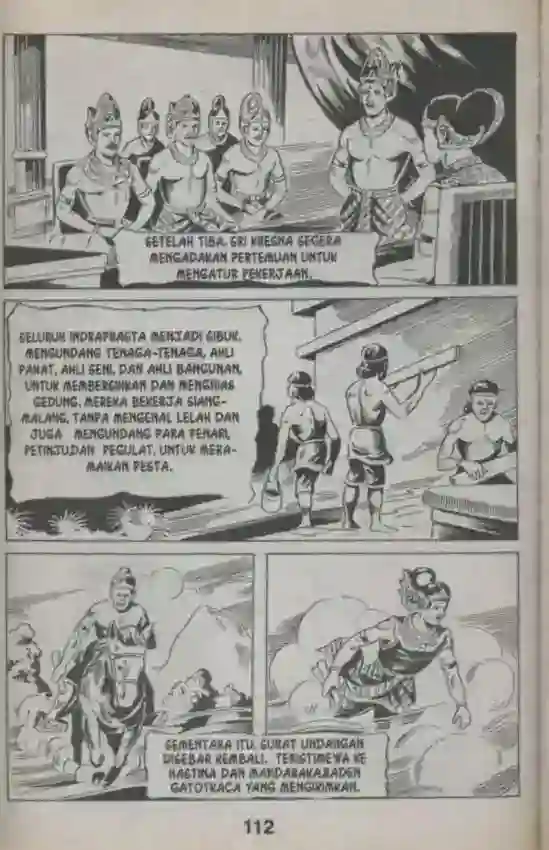 SETELAH TIBA, SRI KRESNA SEGERA
MENGADAKAN PERTEMUAN UNTUK
MENGATUR PEKERJAAN.
SELURUH INDRAPRASTA MENJADI SIBUK.
MENGUNDANG TENAGA-TENAGA, AHLI
PAHAT, AHLI SENI, DAN AHLI BANGUNAN,
UNTUK MEMBERSIHKAN DAN MENGHIAS
GEDUNG. MEREKA BEKERJA SIANG-
MALANG, TANPA MENGENAL LELAH DAN
JUGA MENGUNDANG PARA PENARI,
PETINJU,DAN PEGULAT, UNTUK MERA-
MAIKAN PESTA.
SEMENTARA ITU, SURAT UNDANGAN
DISEBAR KEMBALI. TERISTIMEWA KE
HASTINA DAN MANDARAKA,RADEN
GATOTKACA YANG MENGIRIMKAN.
112